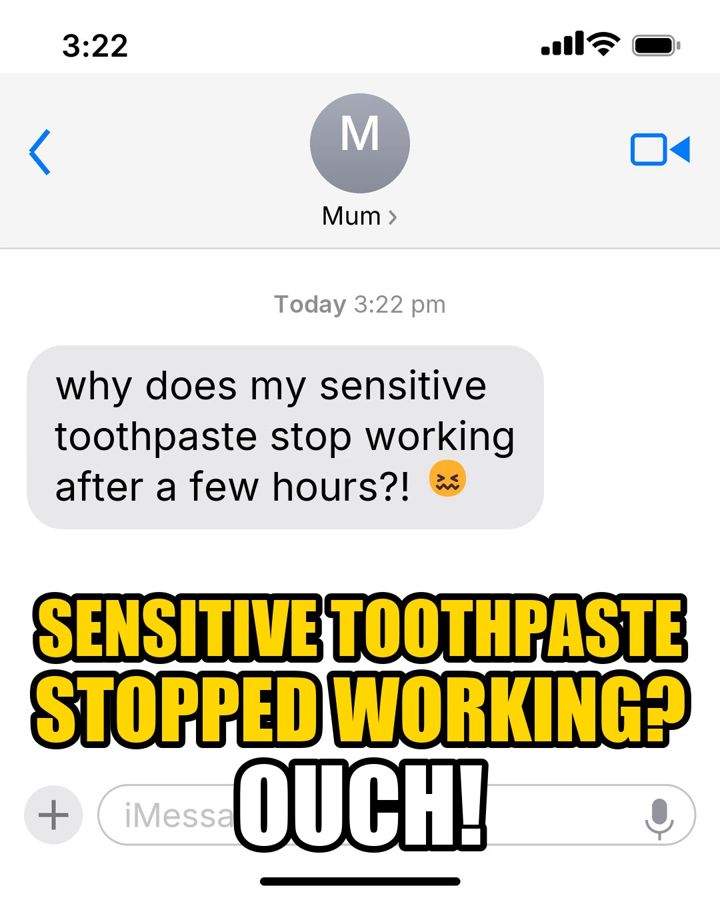 3:22
M
Mum >
Today 3:22 pm
why does my sensitive
toothpaste stop working
after a few hours?! 😖
SENSITIVE TOOTHPASTE
STOPPED WORKING?
OUCH!
iMessa